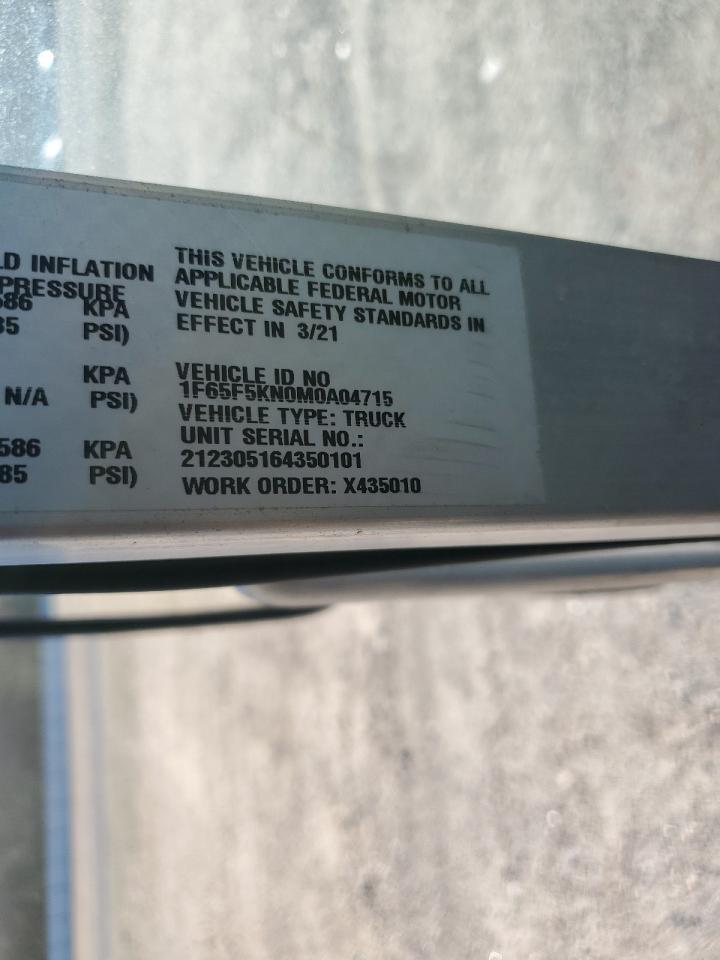 LD INFLATION
PRESSURE
586 KPA
85 PSI)
KPA
N/A PSI)
586 KPA
85 PSI)
THIS VEHICLE CONFORMS TO ALL
APPLICABLE FEDERAL MOTOR
VEHICLE SAFETY STANDARDS IN
EFFECT IN 3/21
VEHICLE ID NO
1F65F5KN0M0A04715
VEHICLE TYPE: TRUCK
UNIT SERIAL NO.:
212305164350101
WORK ORDER: X435010